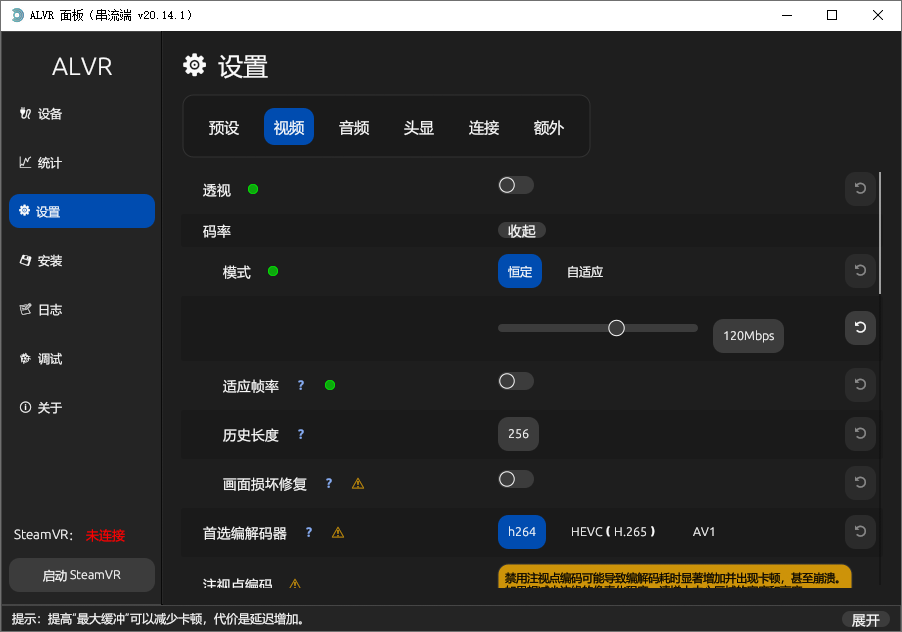 ALVR 面板（串流端 v20.14.1）
ALVR
设备
统计
设置
安装
日志
调试
关于
SteamVR： 未连接
启动 SteamVR
设置
预设 视频 音频 头显 连接 额外
透视
码率 收起
模式 恒定 自适应
120Mbps
适应帧率 ?
历史长度 ? 256
画面损坏修复 ?
首选编解码器 ? h264 HEVC（H.265） AV1
注视点编码 禁用注视点编码可能导致编解码耗时显著增加并出现卡顿，甚至崩溃。
提示：提高"最大缓冲"可以减少卡顿，代价是延迟增加。 展开